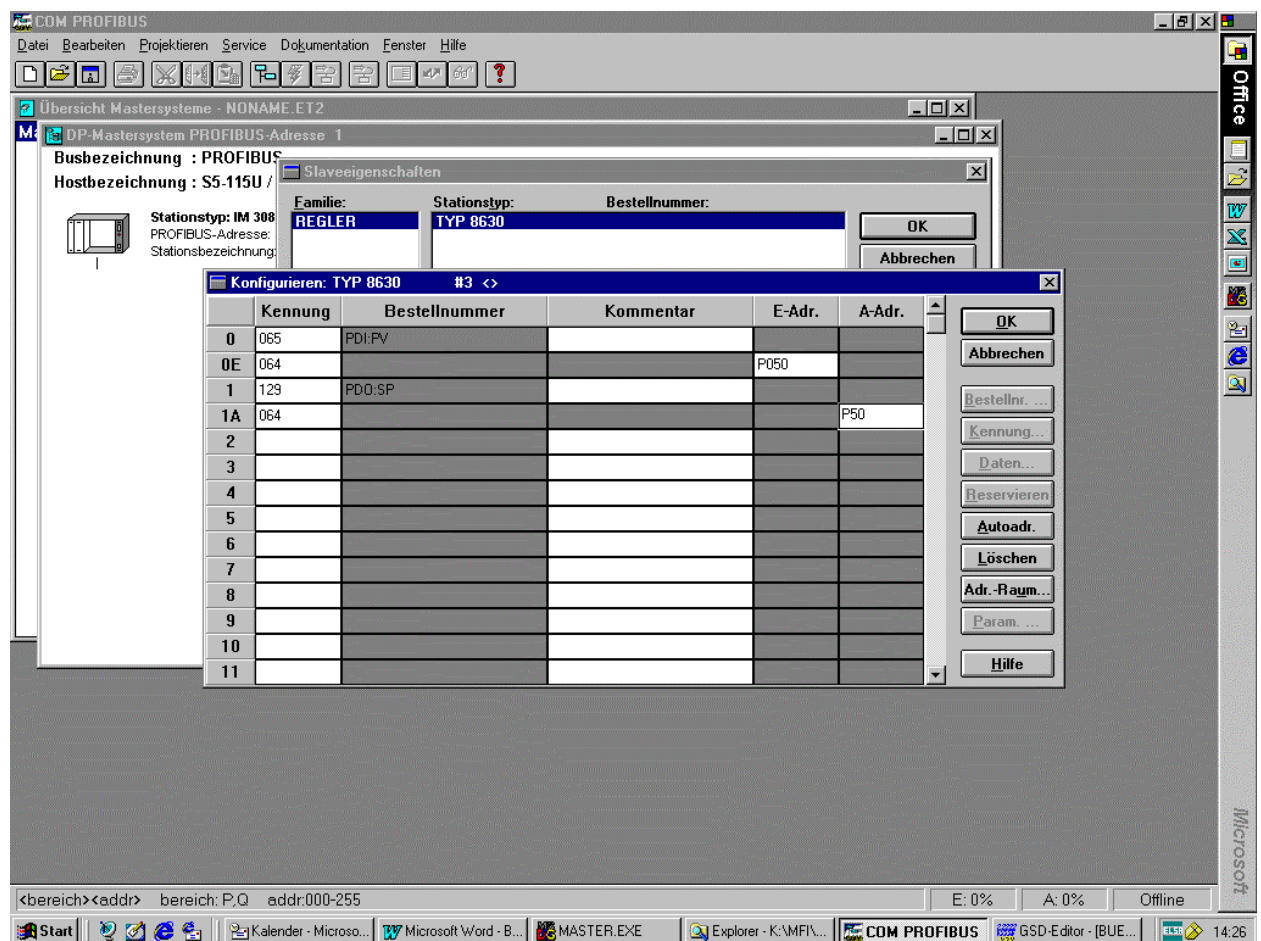 COM PROFIBUS
Datei Bearbeiten Projektieren Service Dokumentation Fenster Hilfe
Übersicht Mastersysteme - NONAME.ET2
Ma
DP-Mastersystem PROFIBUS-Adresse 1
Busbezeichnung : PROFIBUS
Hostbezeichnung : S5-115U /
Stationstyp: IM 308
PROFIBUS-Adresse:
Stationsbezeichnung:
Slaveeigenschaften
Familie: Stationstyp: Bestellnummer:
REGLER TYP 8630
OK
Abbrechen
Konfigurieren: TYP 8630 #3 <>
Kennung Bestellnummer Kommentar E-Adr. A-Adr.
0 065 PDI:PV
0E 064 P050
1 129 PDO:SP
1A 064 P50
2
3
4
5
6
7
8
9
10
11
OK
Abbrechen
Bestellnr. ...
Kennung...
Daten...
Reservieren
Autoadr.
Löschen
Adr.-Raum...
Param. ...
Hilfe
Office
Microsoft
<bereich><addr> bereich: P,Q addr:000-255 E: 0% A: 0% Offline
Start Kalender - Microso... Microsoft Word - B... MASTER.EXE Explorer - K:\MFI\... COM PROFIBUS GSD-Editor - [BUE... 14:26